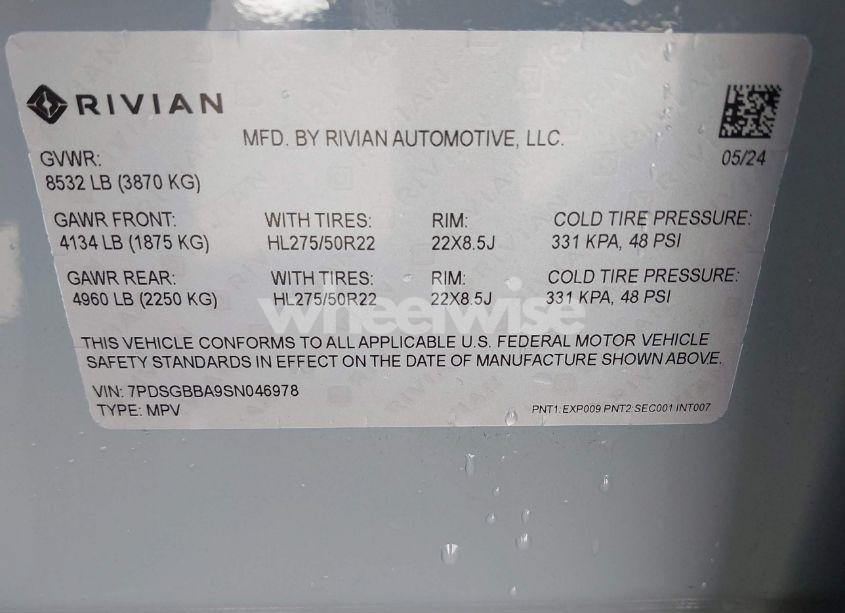 RIVIAN
MFD. BY RIVIAN AUTOMOTIVE, LLC.
05/24
GVWR:
8532 LB (3870 KG)
GAWR FRONT: WITH TIRES: RIM: COLD TIRE PRESSURE:
4134 LB (1875 KG) HL275/50R22 22X8.5J 331 KPA, 48 PSI
GAWR REAR: WITH TIRES: RIM: COLD TIRE PRESSURE:
4960 LB (2250 KG) HL275/50R22 22X8.5J 331 KPA, 48 PSI
wheelwise
THIS VEHICLE CONFORMS TO ALL APPLICABLE U.S. FEDERAL MOTOR VEHICLE
SAFETY STANDARDS IN EFFECT ON THE DATE OF MANUFACTURE SHOWN ABOVE.
VIN: 7PDSGBBA9SN046978
TYPE: MPV PNT1:EXP009 PNT2:SEC001 INT007